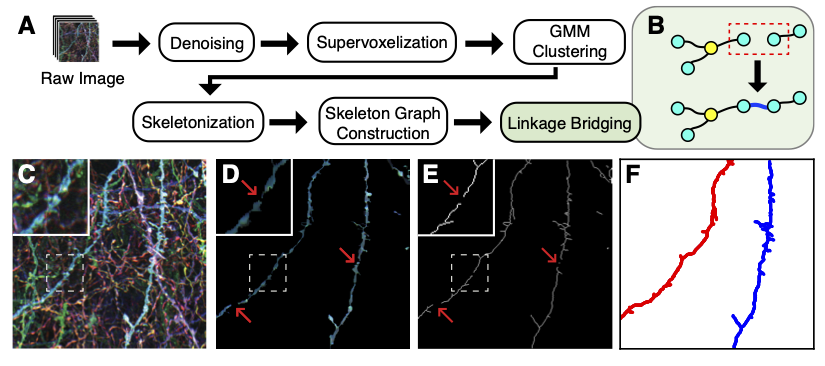 A
B
Raw Image
Denoising
Supervoxelization
GMM
Clustering
Skeletonization
Skeleton Graph
Construction
Linkage Bridging
C
D
E
F